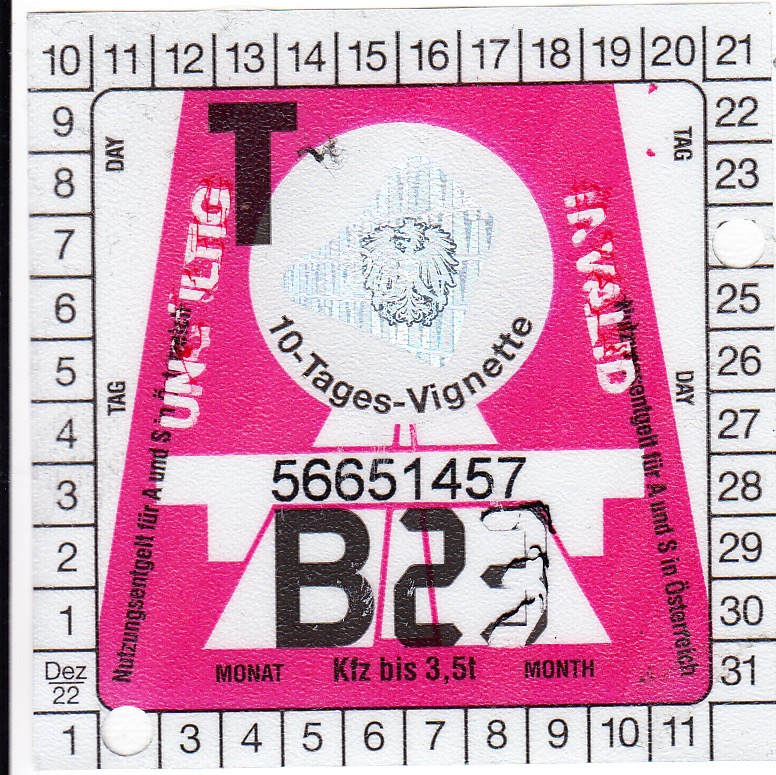 10 11 12 13 14 15 16 17 18 19 20 21
9
8
7
6
5
4
3
2
1
Dez
22
22
23
25
26
27
28
29
30
31
DAY
TAG
T
UNGÜLTIG
INVALID
10-Tages-Vignette
TAG
DAY
Nutzungsentgelt für A und S in
Nutzungsentgelt für A und S in Österreich
56651457
B23
MONAT Kfz bis 3,5t MONTH
1 3 4 5 6 7 8 9 10 11